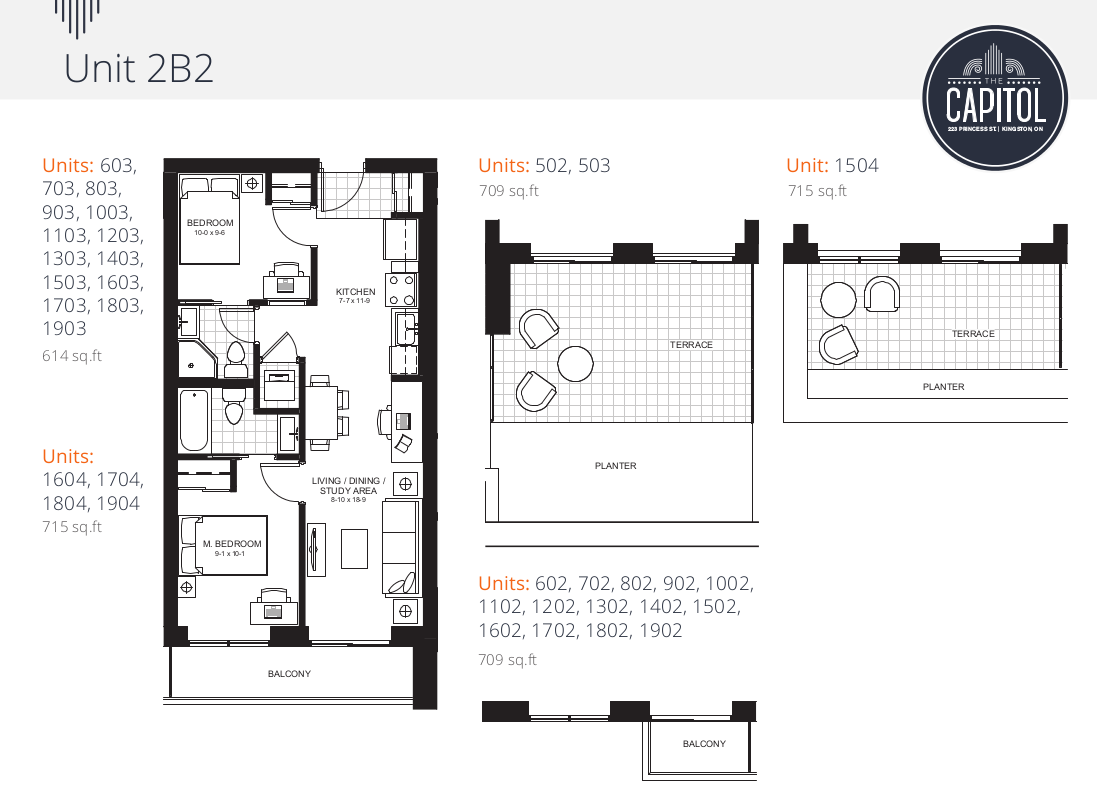 Unit 2B2
THE
CAPITOL
223 PRINCESS ST. | KINGSTON, ON
Units: 603,
703, 803,
903, 1003,
1103, 1203,
1303, 1403,
1503, 1603,
1703, 1803,
1903
614 sq.ft
Units:
1604, 1704,
1804, 1904
715 sq.ft
BEDROOM
10-0 x 9-6
KITCHEN
7-7 x 11-9
LIVING / DINING /
STUDY AREA
8-10 x 18-9
M. BEDROOM
9-1 x 10-1
BALCONY
Units: 502, 503
709 sq.ft
TERRACE
PLANTER
Units: 602, 702, 802, 902, 1002,
1102, 1202, 1302, 1402, 1502,
1602, 1702, 1802, 1902
709 sq.ft
BALCONY
Unit: 1504
715 sq.ft
TERRACE
PLANTER